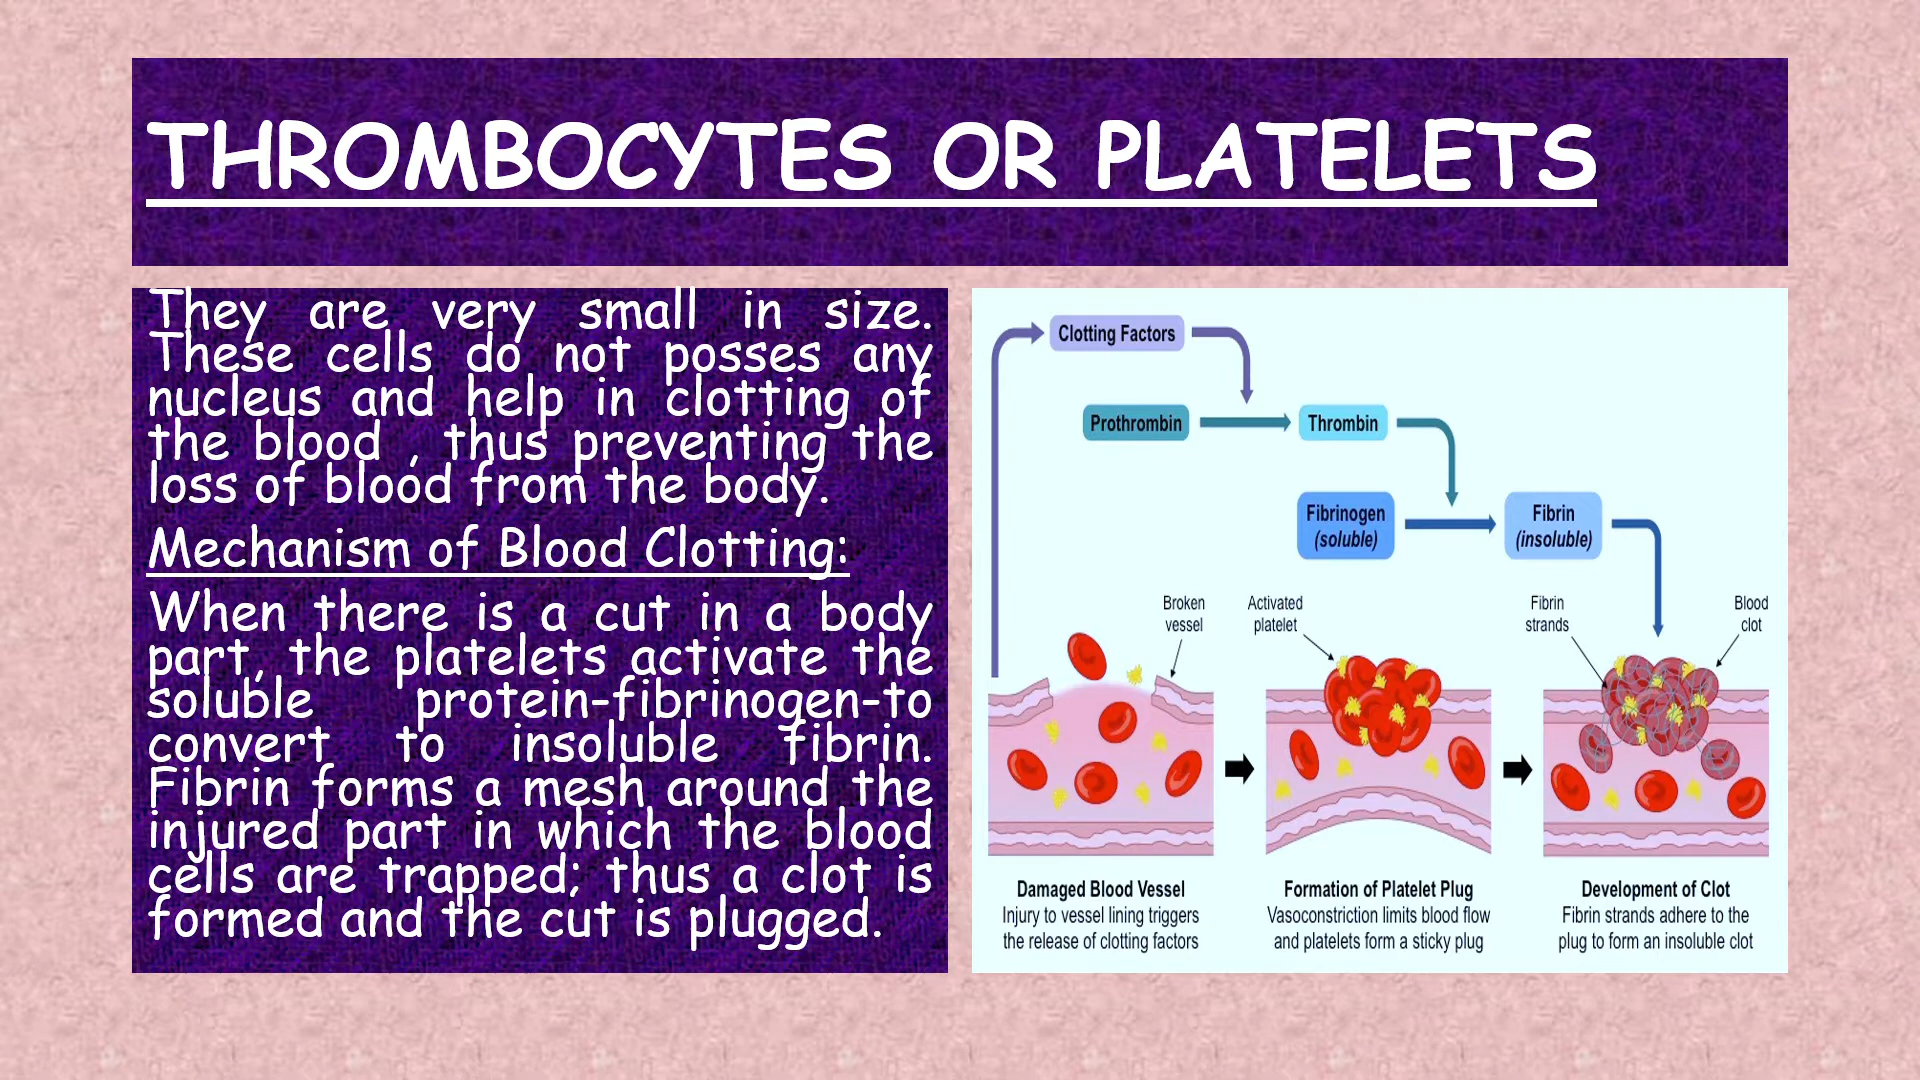 THROMBOCYTES OR PLATELETS
They are very small in size.
These cells do not posses any
nucleus and help in clotting of
the blood , thus preventing the
loss of blood from the body.
Mechanism of Blood Clotting:
When there is a cut in a body
part, the platelets activate the
soluble protein-fibrinogen-to
convert to insoluble fibrin.
Fibrin forms a mesh around the
injured part in which the blood
cells are trapped; thus a clot is
formed and the cut is plugged.
Clotting Factors
Prothrombin
Thrombin
Fibrinogen
(soluble)
Fibrin
(insoluble)
Broken
vessel
Activated
platelet
Fibrin
strands
Blood
clot
Damaged Blood Vessel
Injury to vessel lining triggers
the release of clotting factors
Formation of Platelet Plug
Vasoconstriction limits blood flow
and platelets form a sticky plug
Development of Clot
Fibrin strands adhere to the
plug to form an insoluble clot